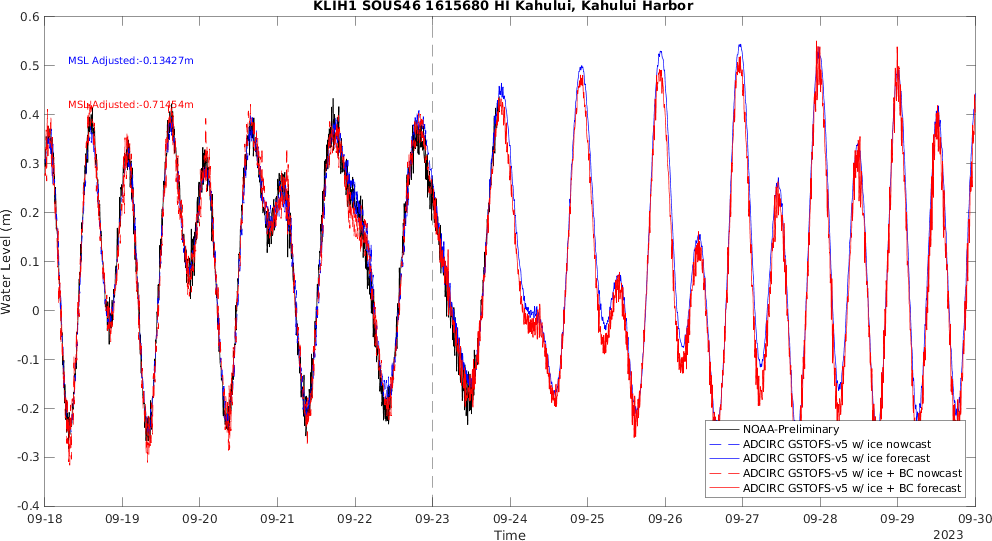 KLIH1 SOUS46 1615680 HI Kahului, Kahului Harbor
0.6
0.5
0.4
0.3
0.2
0.1
0
-0.1
-0.2
-0.3
-0.4
Water Level (m)
MSL Adjusted:-0.13427m
MSL Adjusted:-0.71454m
NOAA-Preliminary
ADCIRC GSTOFS-v5 w/ ice nowcast
ADCIRC GSTOFS-v5 w/ ice forecast
ADCIRC GSTOFS-v5 w/ ice + BC nowcast
ADCIRC GSTOFS-v5 w/ ice + BC forecast
09-18 09-19 09-20 09-21 09-22 09-23 09-24 09-25 09-26 09-27 09-28 09-29 09-30
Time
2023